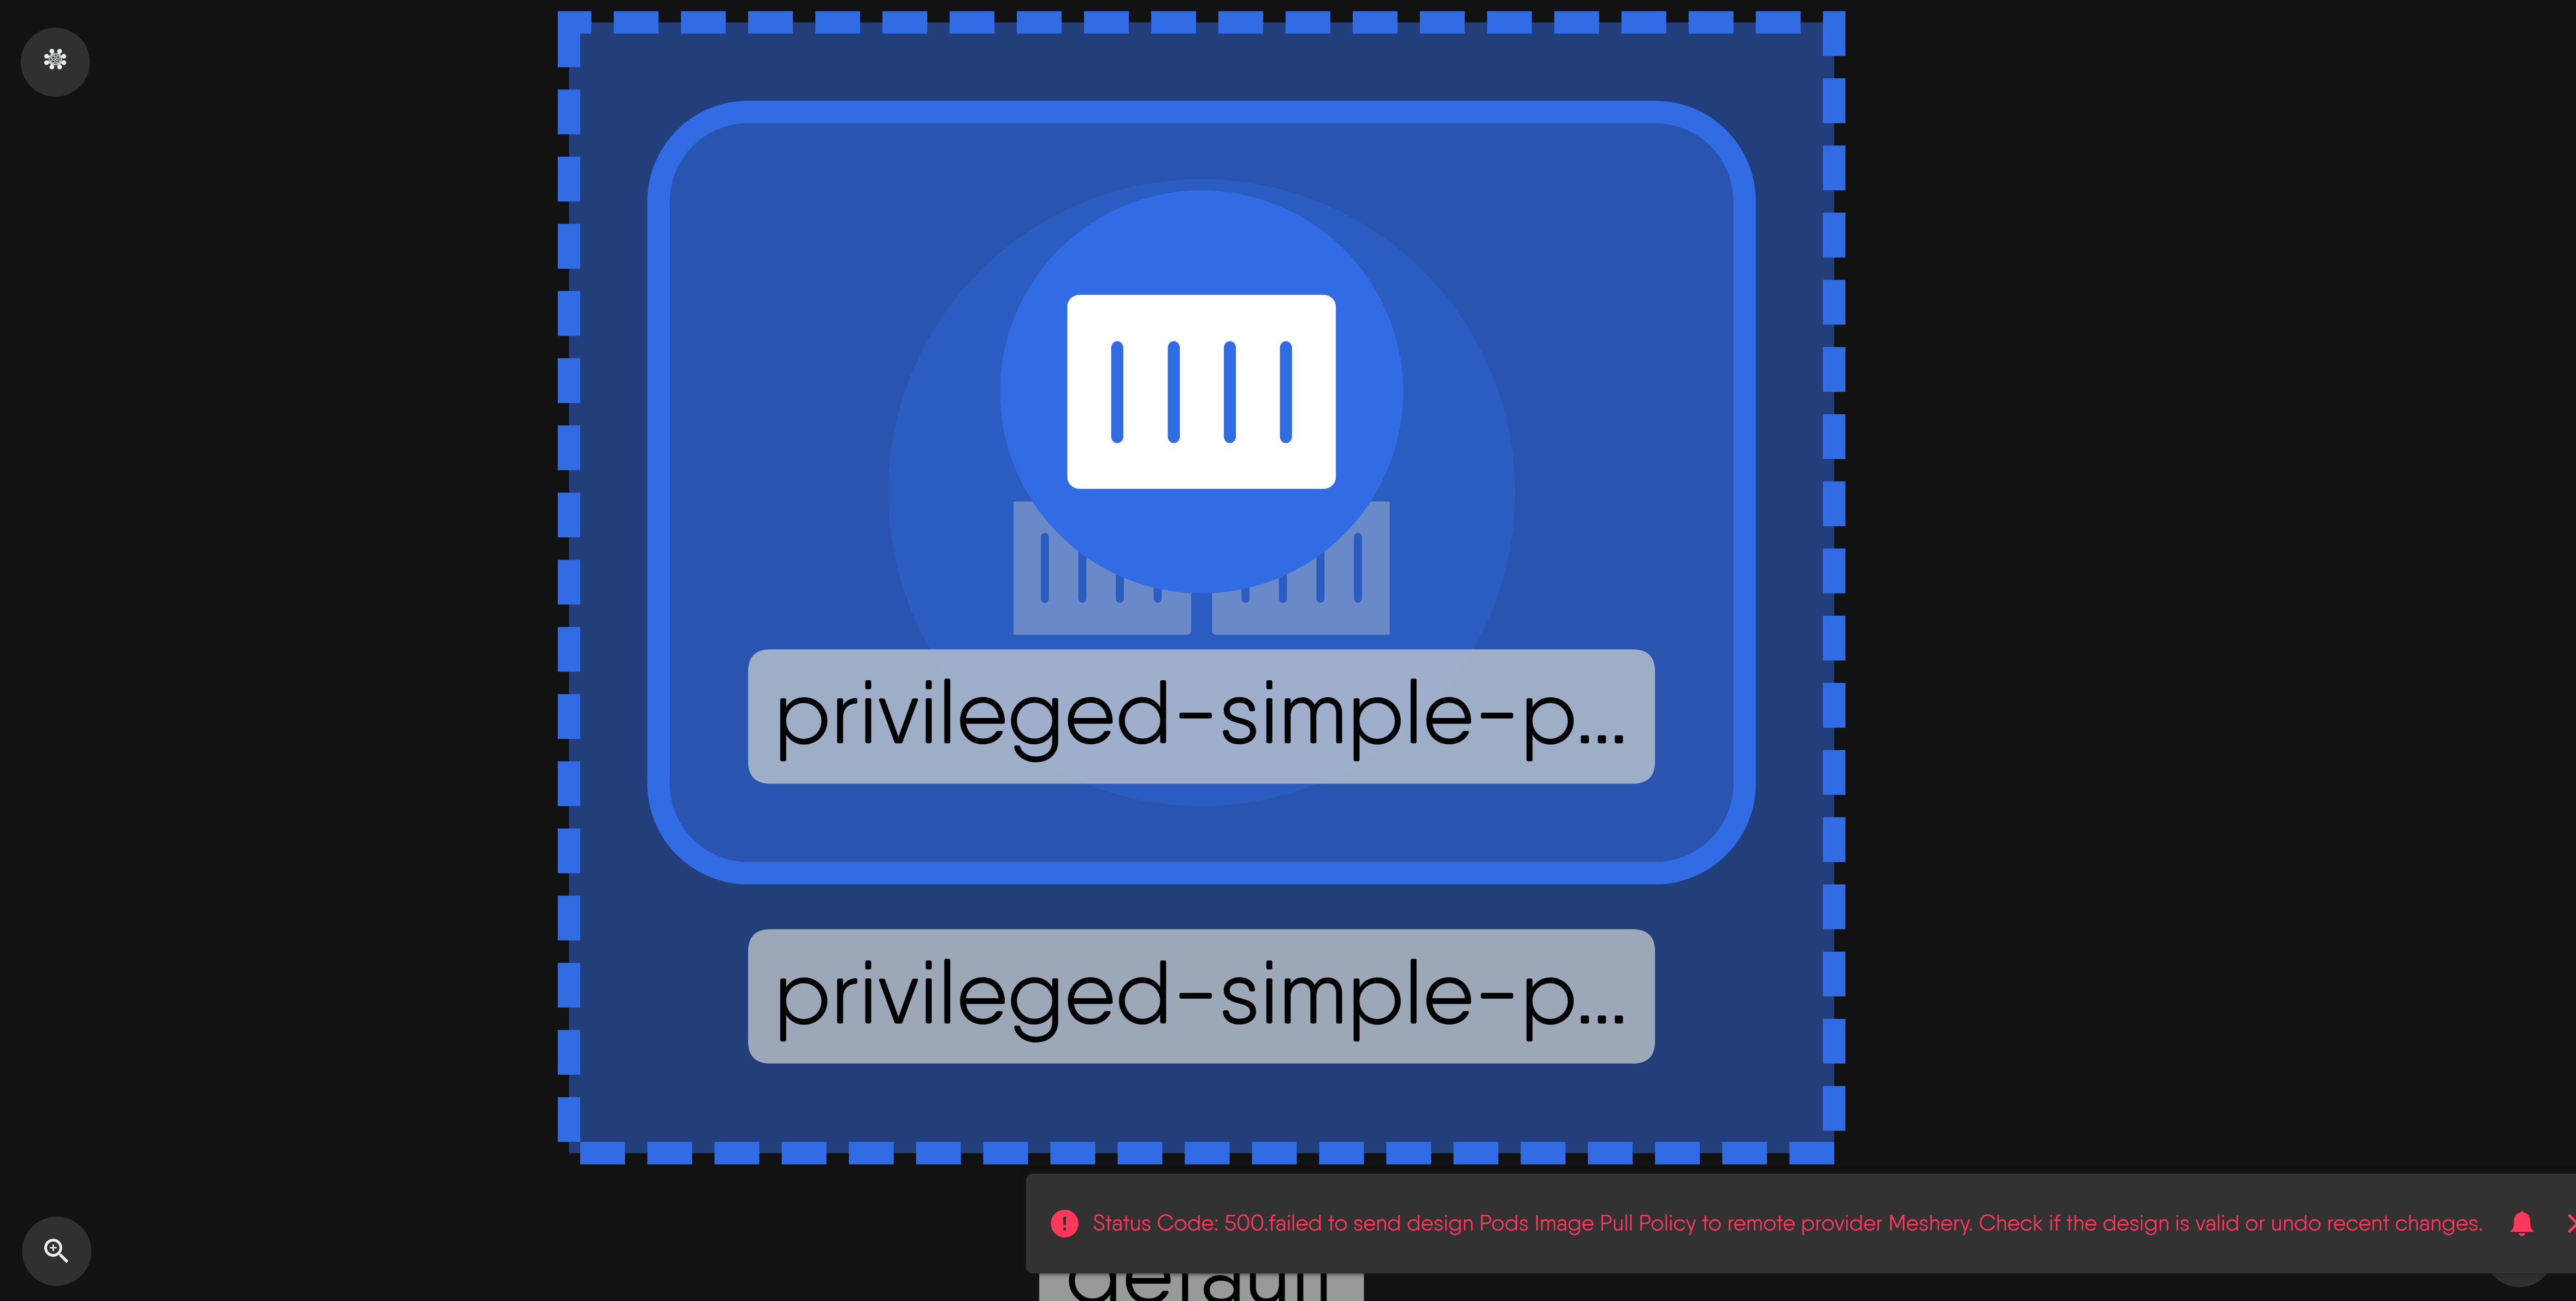 privileged-simple-p...
privileged-simple-p...
Status Code: 500.failed to send design Pods Image Pull Policy to remote provider Meshery. Check if the design is valid or undo recent changes.
default